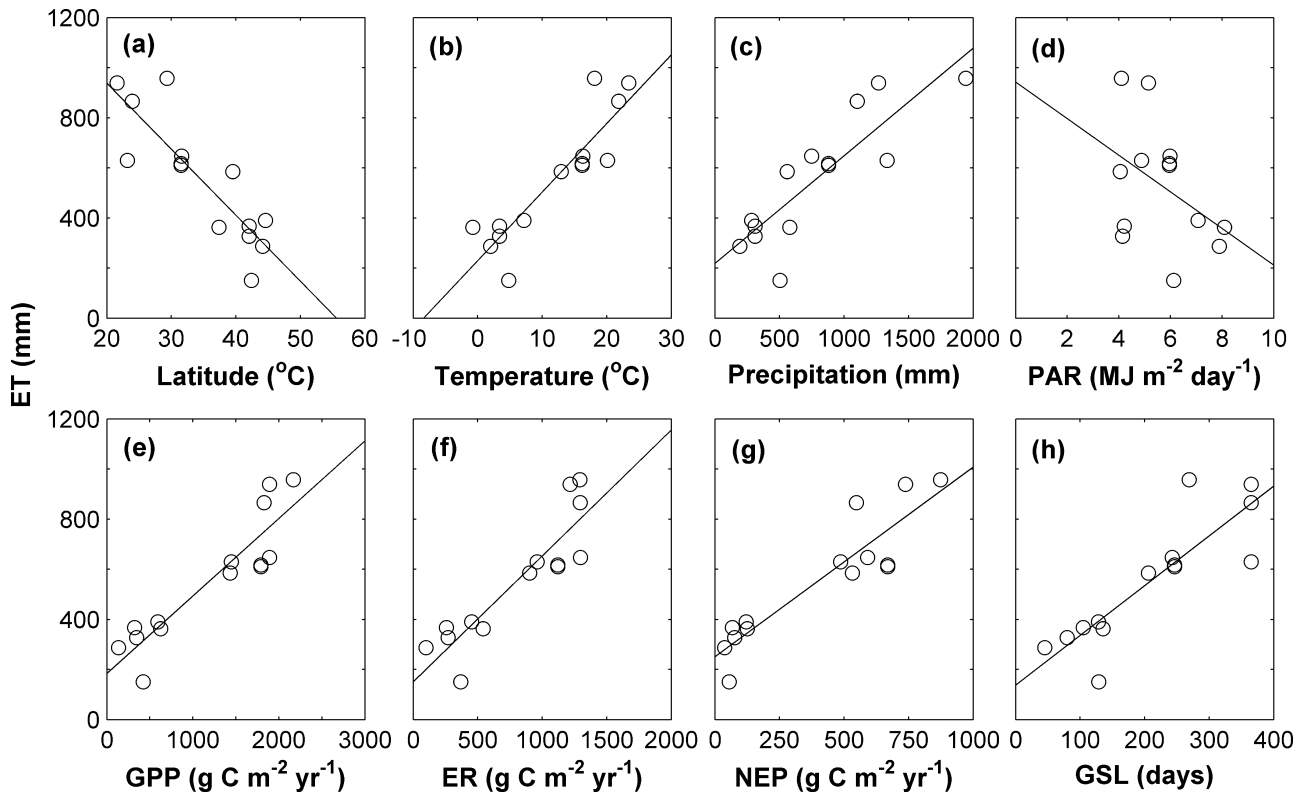 ET (mm)
1200
800
400
0
(a)
20 30 40 50 60
Latitude (°C)
(b)
-10 0 10 20 30
Temperature (°C)
(c)
0 500 1000 1500 2000
Precipitation (mm)
(d)
0 2 4 6 8 10
PAR (MJ m⁻² day⁻¹)
1200
800
400
0
(e)
0 1000 2000 3000
GPP (g C m⁻² yr⁻¹)
(f)
0 500 1000 1500 2000
ER (g C m⁻² yr⁻¹)
(g)
0 250 500 750 1000
NEP (g C m⁻² yr⁻¹)
(h)
0 100 200 300 400
GSL (days)